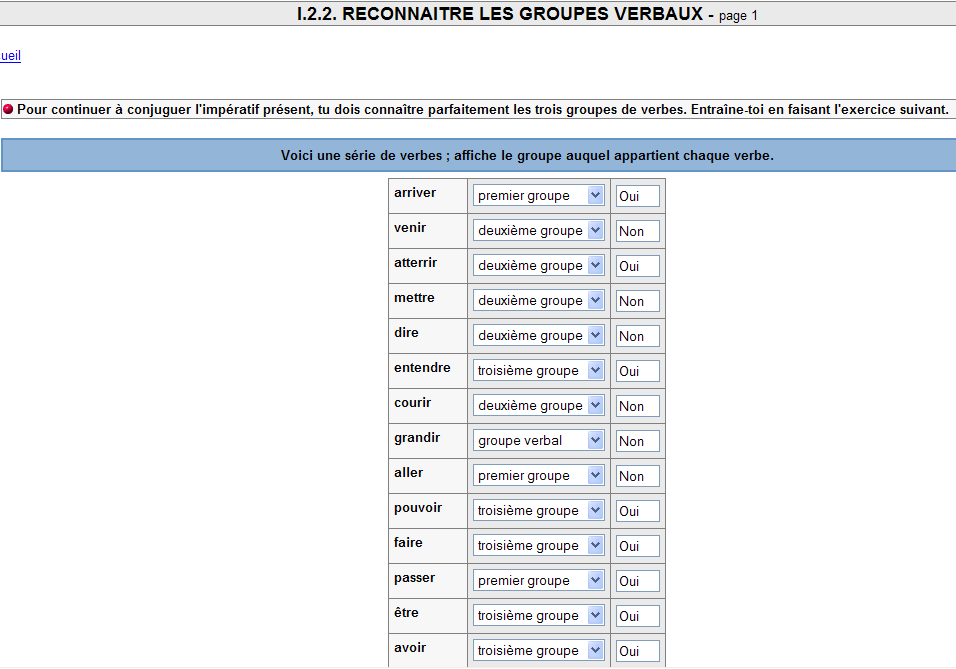 I.2.2. RECONNAITRE LES GROUPES VERBAUX - page 1
ueil
Pour continuer à conjuguer l'impératif présent, tu dois connaître parfaitement les trois groupes de verbes. Entraîne-toi en faisant l'exercice suivant.
Voici une série de verbes ; affiche le groupe auquel appartient chaque verbe.
arriver premier groupe Oui
venir deuxième groupe Non
atterrir deuxième groupe Oui
mettre deuxième groupe Non
dire deuxième groupe Non
entendre troisième groupe Oui
courir deuxième groupe Non
grandir groupe verbal Non
aller premier groupe Non
pouvoir troisième groupe Oui
faire troisième groupe Oui
passer premier groupe Oui
être troisième groupe Oui
avoir troisième groupe Oui